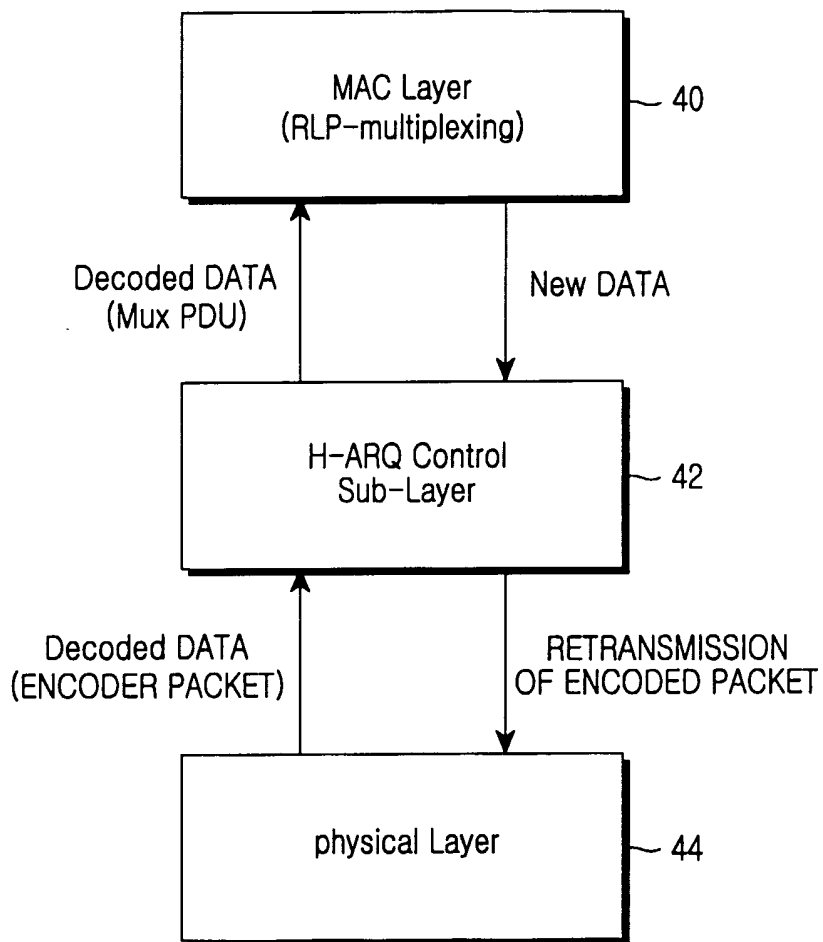 MAC Layer
(RLP-multiplexing)
40
Decoded DATA
(Mux PDU)
New DATA
H-ARQ Control
Sub-Layer
42
Decoded DATA
(ENCODER PACKET)
RETRANSMISSION
OF ENCODED PACKET
physical Layer
44